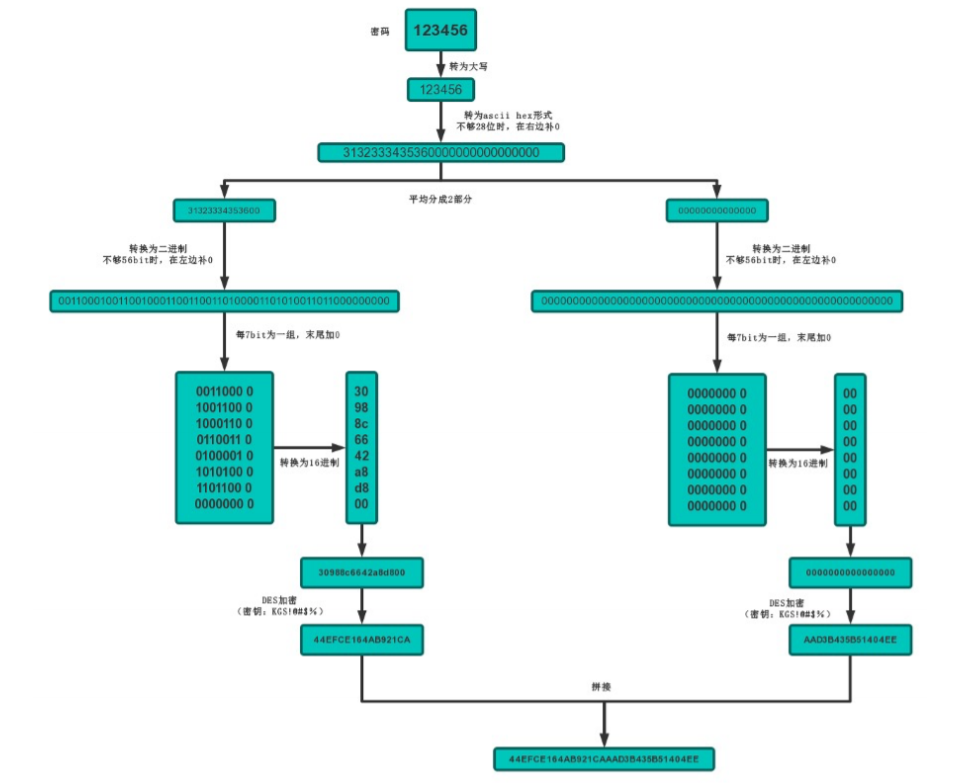 密码
123456
转为大写
123456
转为ascii hex形式
不够28位时，在右边补0
3132333435360000000000000000
平均分成2部分
31323334353600
00000000000000
转换为二进制
不够56bit时，在左边补0
转换为二进制
不够56bit时，在左边补0
00110001001100100011001100110100001101010011011000000000
00000000000000000000000000000000000000000000000000000000
每7bit为一组，末尾加0
每7bit为一组，末尾加0
0011000 0
1001100 0
1000110 0
0110011 0
0100001 0
1010100 0
1101100 0
0000000 0
转换为16进制
30
98
8c
66
42
a8
d8
00
0000000 0
0000000 0
0000000 0
0000000 0
0000000 0
0000000 0
0000000 0
0000000 0
转换为16进制
00
00
00
00
00
00
00
00
30988c6642a8d800
0000000000000000
DES加密
（密钥：KGS!@#$%）
DES加密
（密钥：KGS!@#$%）
44EFCE164AB921CA
AAD3B435B51404EE
拼接
44EFCE164AB921CAAAD3B435B51404EE